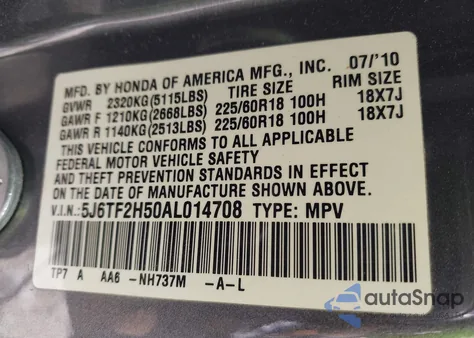 MFD. BY HONDA OF AMERICA MFG., INC. 07/'10
GVWR 2320KG(5115LBS) TIRE SIZE RIM SIZE
GAWR F 1210KG(2668LBS) 225/60R18 100H 18X7J
GAWR R 1140KG(2513LBS) 225/60R18 100H 18X7J
THIS VEHICLE CONFORMS TO ALL APPLICABLE
FEDERAL MOTOR VEHICLE SAFETY
AND THEFT PREVENTION STANDARDS IN EFFECT
ON THE DATE OF MANUFACTURE SHOWN ABOVE.
V.I.N.:5J6TF2H50AL014708 TYPE: MPV
TP7 A AA6 -NH737M -A-L
autoSnap